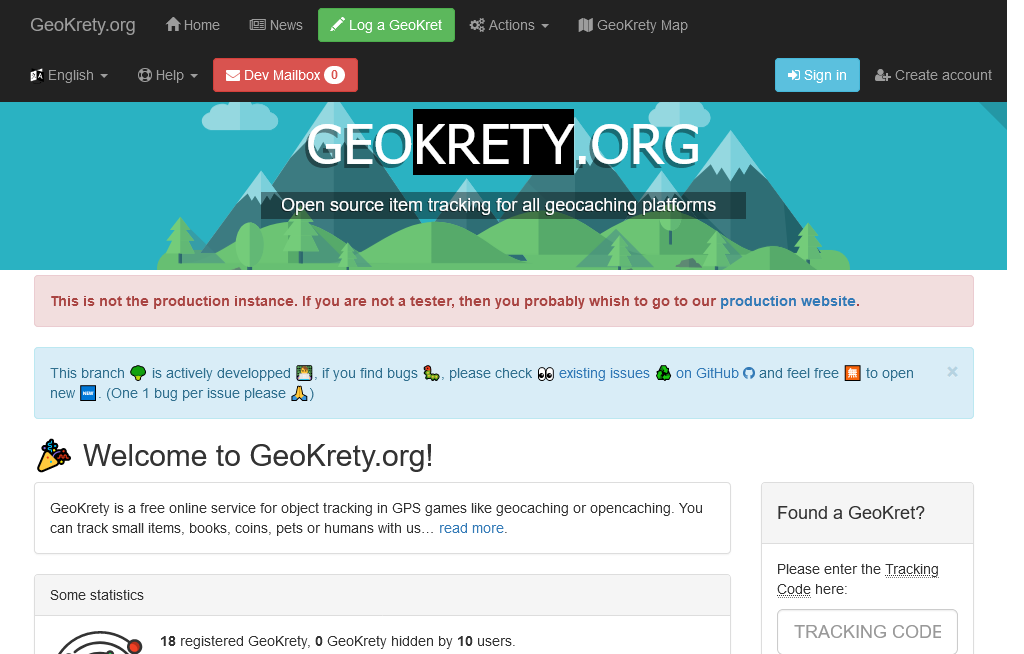 GeoKrety.org Home News Log a GeoKret Actions GeoKrety Map
English Help Dev Mailbox 0 Sign in Create account
GEOKRETY.ORG
Open source item tracking for all geocaching platforms
This is not the production instance. If you are not a tester, then you probably whish to go to our production website.
This branch 🌳 is actively developped 👨‍🌾, if you find bugs 🐛, please check 👀 existing issues ♻ on GitHub and feel free to open
new 🆕. (One 1 bug per issue please 🙏)
×
🎉 Welcome to GeoKrety.org!
GeoKrety is a free online service for object tracking in GPS games like geocaching or opencaching. You
can track small items, books, coins, pets or humans with us… read more.
Some statistics
18 registered GeoKrety, 0 GeoKrety hidden by 10 users.
Found a GeoKret?
Please enter the Tracking
Code here:
TRACKING CODE